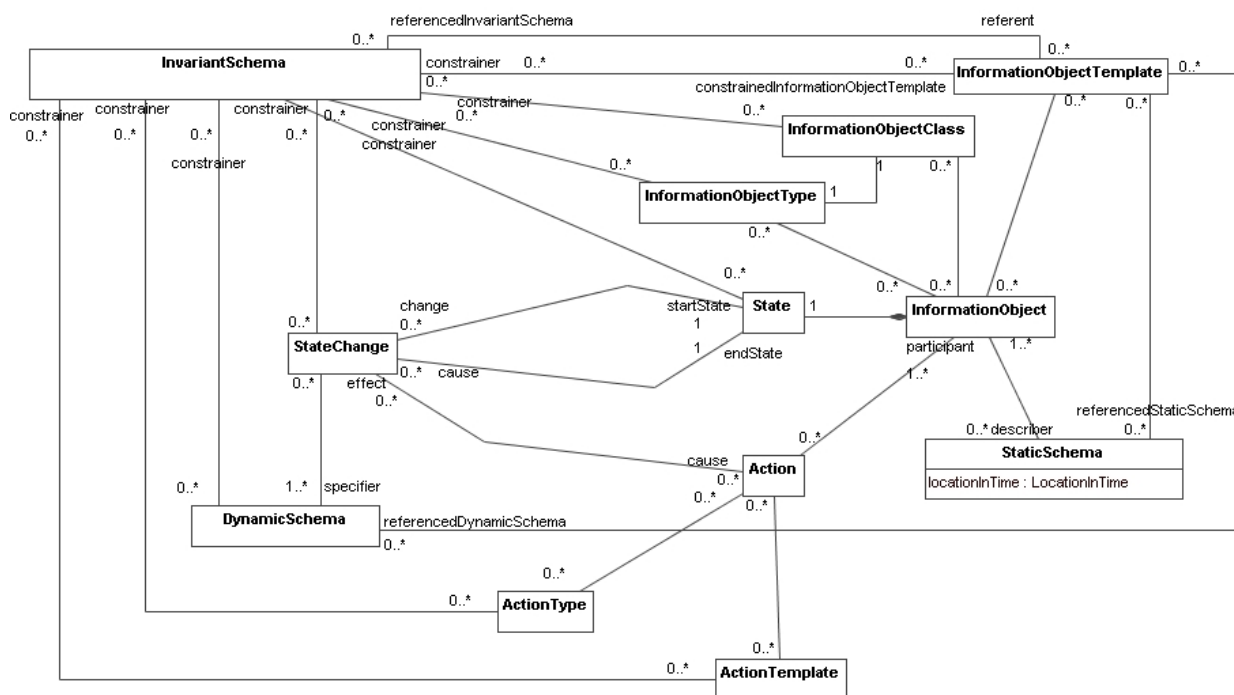 referencedInvariantSchema
referent
0..*
0..*
InvariantSchema
constrainer
0..*
0..*
InformationObjectTemplate
0..*
0..*
constrainedInformationObjectTemplate
constrainer
constrainer
constrainer
constrainer
0..*
0..*
0..*
0..*
0..*
0..*
0..*
0..*
0..*
0..*
constrainer
constrainer
InformationObjectClass
constrainer
0..*
1
0..*
InformationObjectType
1
0..*
0..*
0..*
0..*
0..*
change
startState
State
1
InformationObject
0..*
0..*
1
1..*
StateChange
1
endState
participant
0..*
effect
0..*
cause
1..*
0..*
referencedStaticSchema
0..*
0..*
describer
0..*
StaticSchema
cause
Action
0..*
locationInTime : LocationInTime
0..*
1..*
specifier
0..*
0..*
DynamicSchema
referencedDynamicSchema
0..*
0..*
0..*
ActionType
0..*
0..*
ActionTemplate